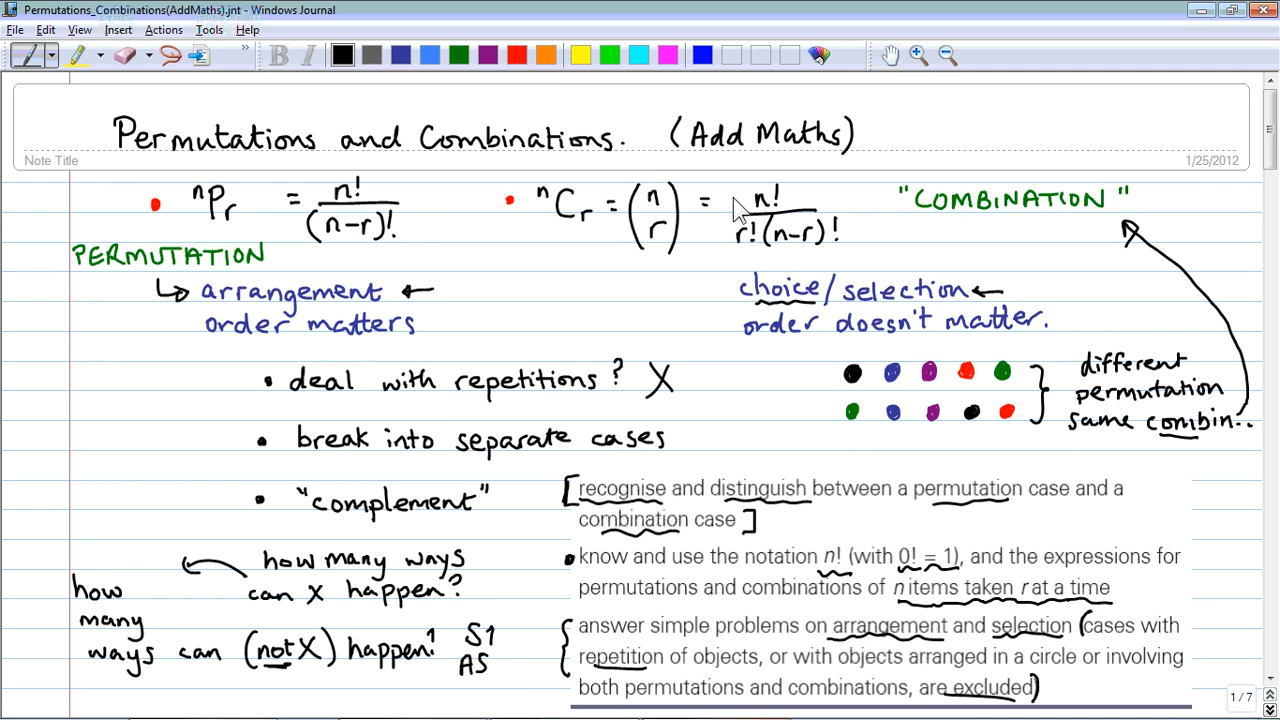 Permutations_Combinations(AddMaths).jnt - Windows Journal
File Edit View Insert Actions Tools Help
Permutations and Combinations. (Add Maths)
Note Title
1/25/2012
• nPr = n!/(n-r)!
• nCr = (n r) = n!/r!(n-r)!
"COMBINATION"
PERMUTATION
↳ arrangement ←
order matters
choice/selection ←
order doesn't matter.
• deal with repetitions? X
• break into separate cases
• "complement"
different
permutation
same combin..
how many ways
can X happen?
how
many
ways can (not X) happen?
S1
AS
[recognise and distinguish between a permutation case and a
combination case]
• know and use the notation n! (with 0! = 1), and the expressions for
permutations and combinations of n items taken r at a time
answer simple problems on arrangement and selection (cases with
repetition of objects, or with objects arranged in a circle or involving
both permutations and combinations, are excluded)
1 / 7